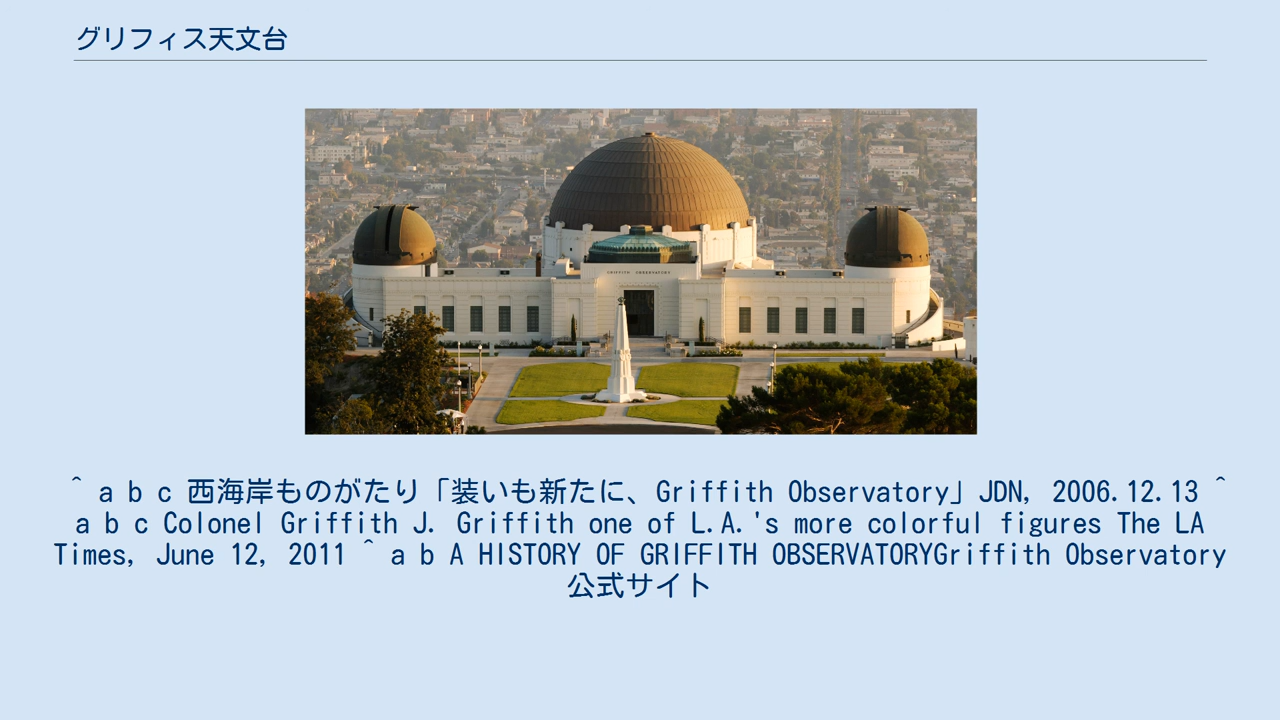 グリフィス天文台
GRIFFITH OBSERVATORY
^ a b c 西海岸ものがたり「装いも新たに、Griffith Observatory」JDN, 2006.12.13 ^
a b c Colonel Griffith J. Griffith one of L.A.'s more colorful figures The LA
Times, June 12, 2011 ^ a b A HISTORY OF GRIFFITH OBSERVATORYGriffith Observatory
公式サイト